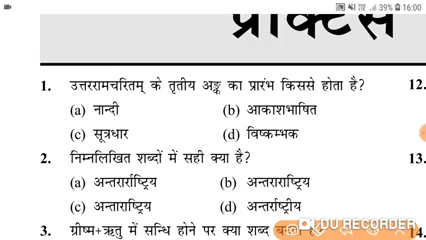 16:00
39%
प्रैक्टिस
1. उत्तररामचरितम् के तृतीय अङ्क का प्रारंभ किससे होता है?
12.
(a) नान्दी (b) आकाशभाषित
(c) सूत्रधार (d) विष्कम्भक
2. निम्नलिखित शब्दों में सही क्या है?
13.
(a) अन्तरार्राष्ट्रिय (b) अन्तराराष्ट्रिय
(c) अन्ताराष्ट्रिय (d) अन्तर्राष्ट्रीय
3. ग्रीष्म+ऋतु में सन्धि होने पर क्या शब्द
14.
DU RECORDER